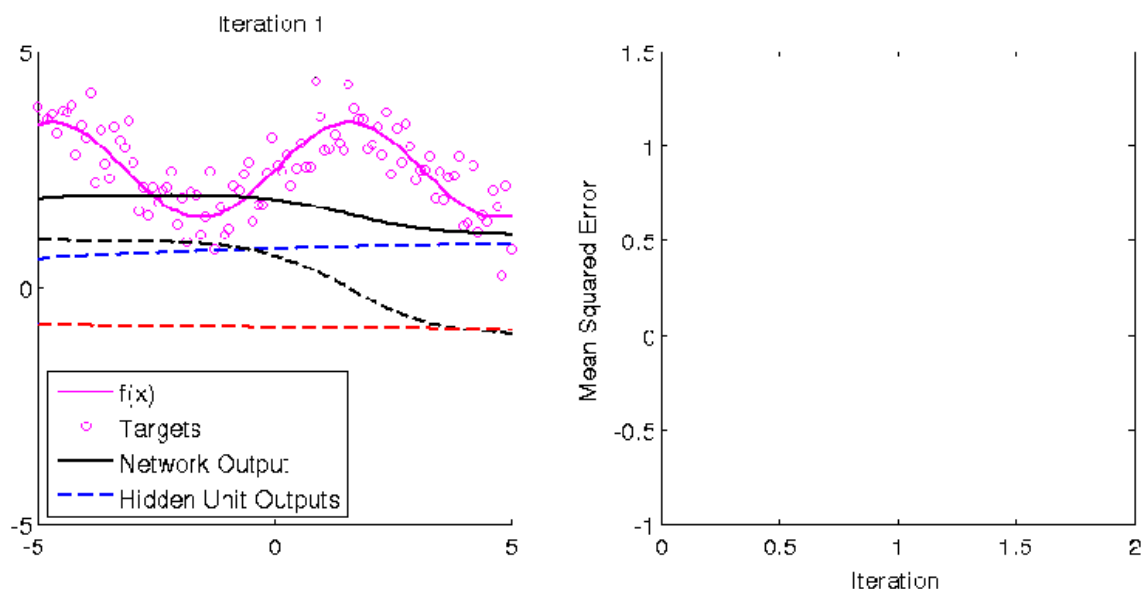 Iteration 1
5
0
-5
-5
0
5
f(x)
Targets
Network Output
Hidden Unit Outputs
1.5
1
0.5
0
-0.5
-1
0
0.5
1
1.5
2
Mean Squared Error
Iteration